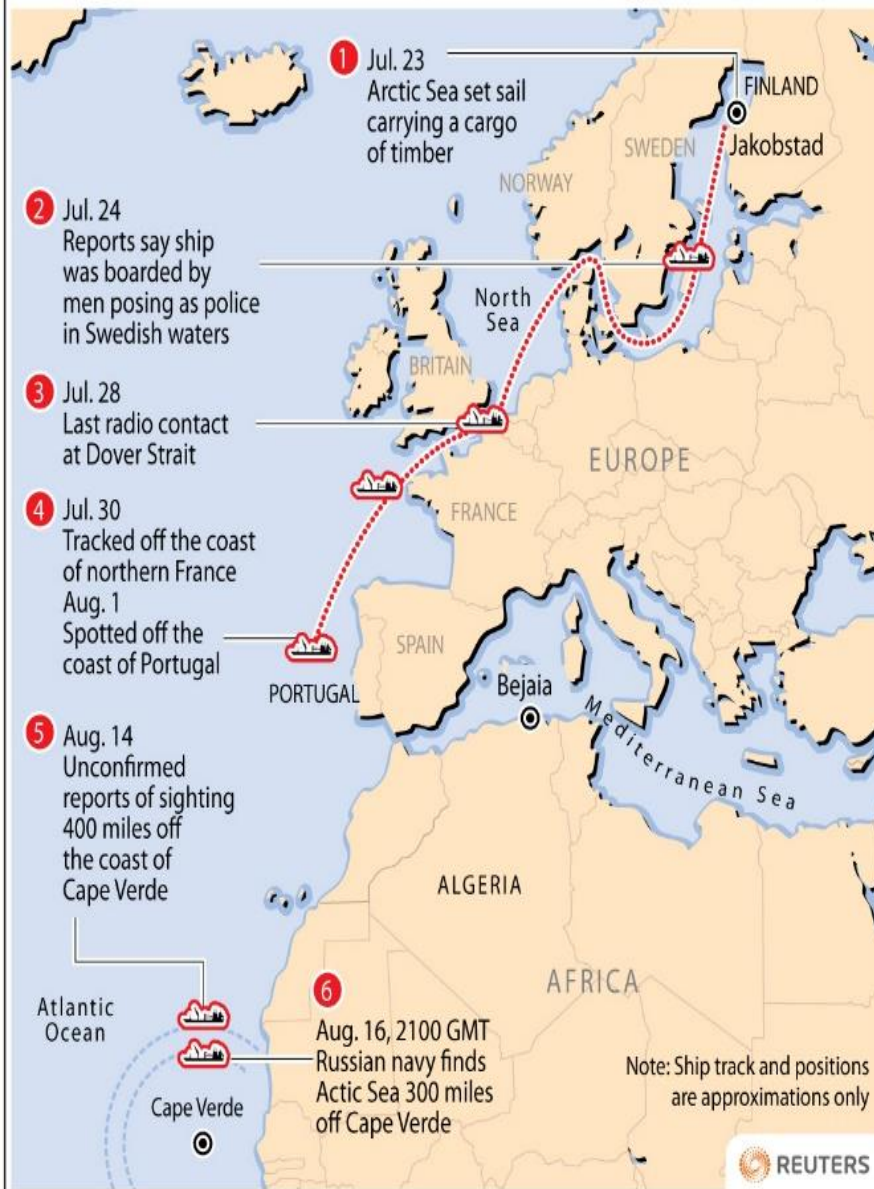 1 Jul. 23
Arctic Sea set sail
carrying a cargo
of timber
FINLAND
Jakobstad
SWEDEN
NORWAY
2 Jul. 24
Reports say ship
was boarded by
men posing as police
in Swedish waters
North
Sea
BRITAIN
3 Jul. 28
Last radio contact
at Dover Strait
EUROPE
FRANCE
4 Jul. 30
Tracked off the coast
of northern France
Aug. 1
Spotted off the
coast of Portugal
SPAIN
PORTUGAL
Bejaia
Mediterranean Sea
5 Aug. 14
Unconfirmed
reports of sighting
400 miles off
the coast of
Cape Verde
ALGERIA
AFRICA
Atlantic
Ocean
6
Aug. 16, 2100 GMT
Russian navy finds
Actic Sea 300 miles
off Cape Verde
Cape Verde
Note: Ship track and positions
are approximations only
REUTERS